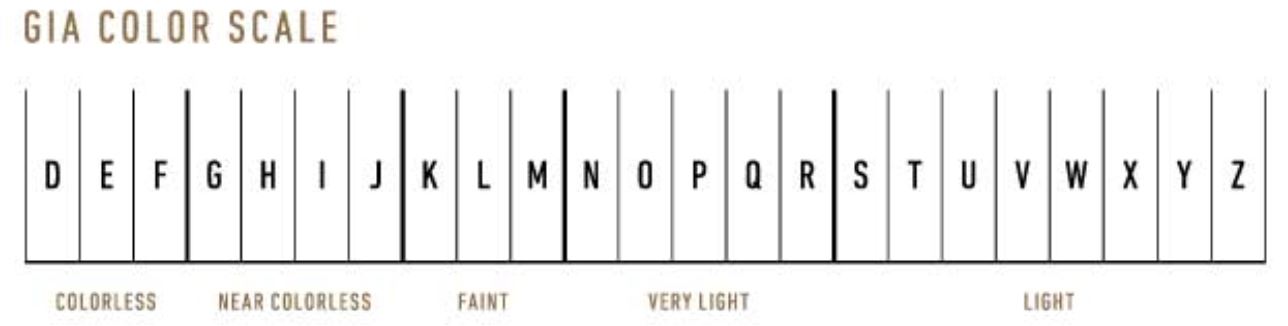 GIA COLOR SCALE
D E F G H I J K L M N O P Q R S T U V W X Y Z
COLORLESS NEAR COLORLESS FAINT VERY LIGHT LIGHT